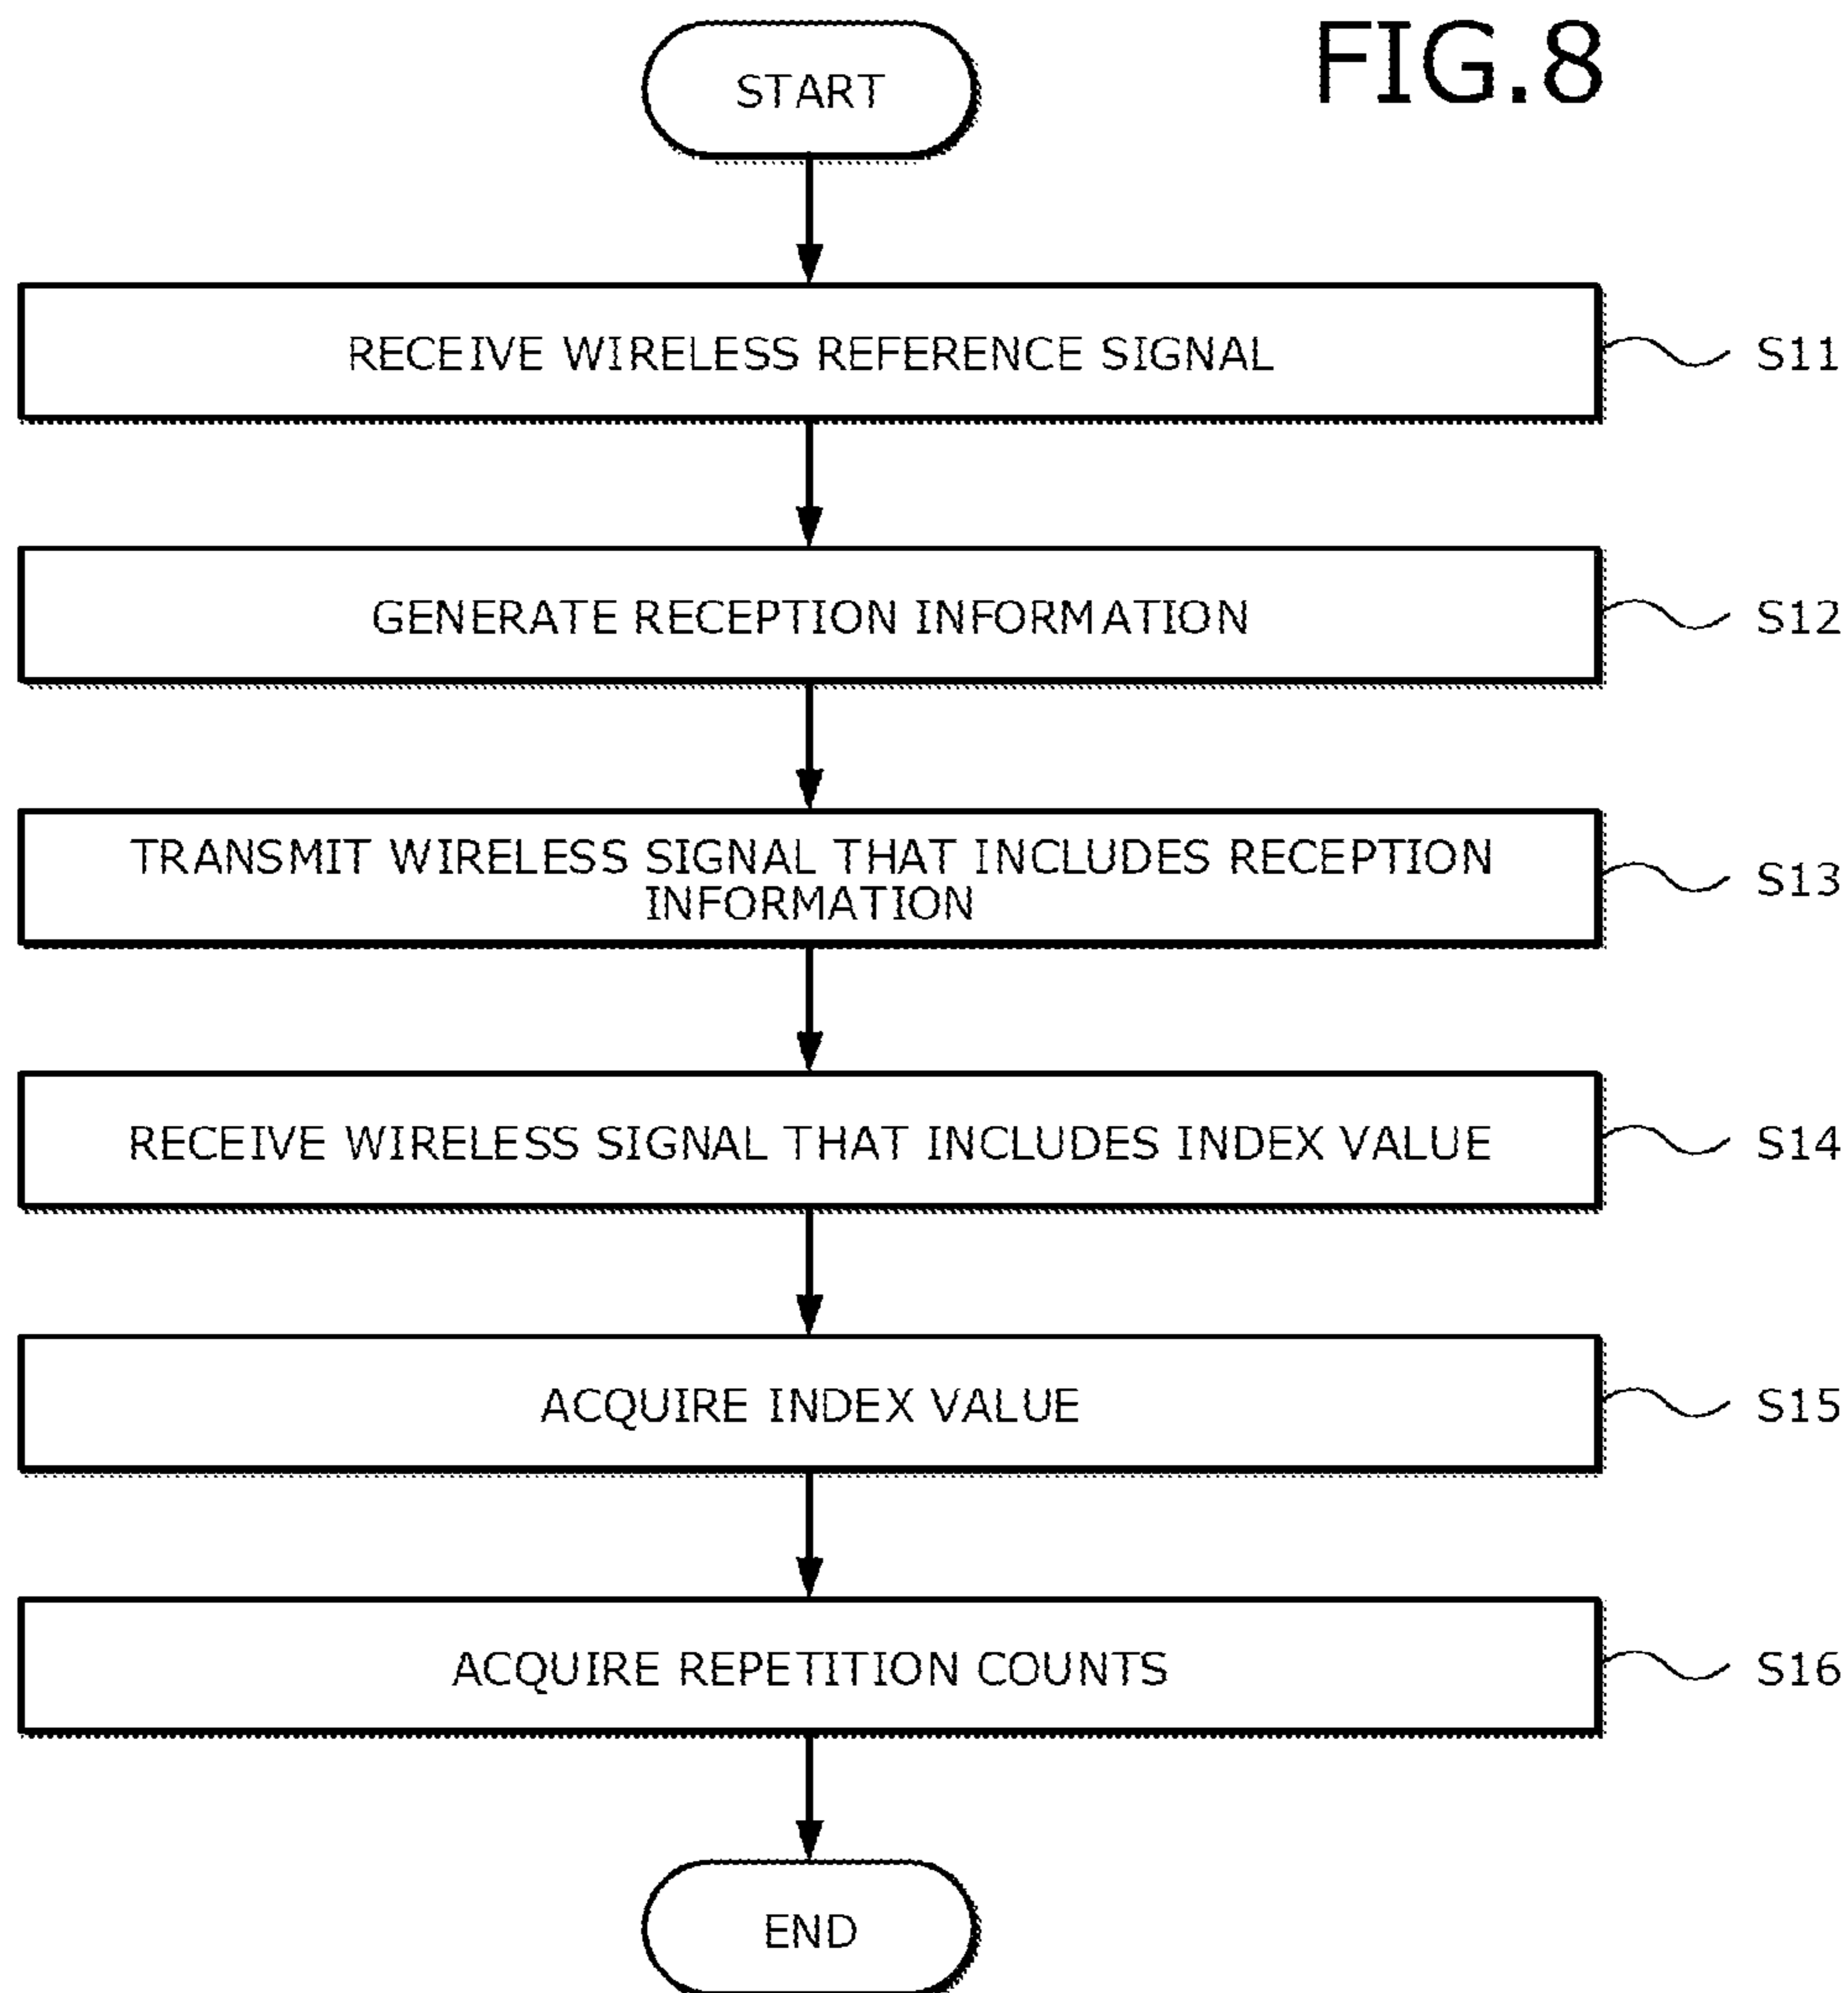 FIG.8
START
RECEIVE WIRELESS REFERENCE SIGNAL
S11
GENERATE RECEPTION INFORMATION
S12
TRANSMIT WIRELESS SIGNAL THAT INCLUDES RECEPTION
INFORMATION
S13
RECEIVE WIRELESS SIGNAL THAT INCLUDES INDEX VALUE
S14
ACQUIRE INDEX VALUE
S15
ACQUIRE REPETITION COUNTS
S16
END